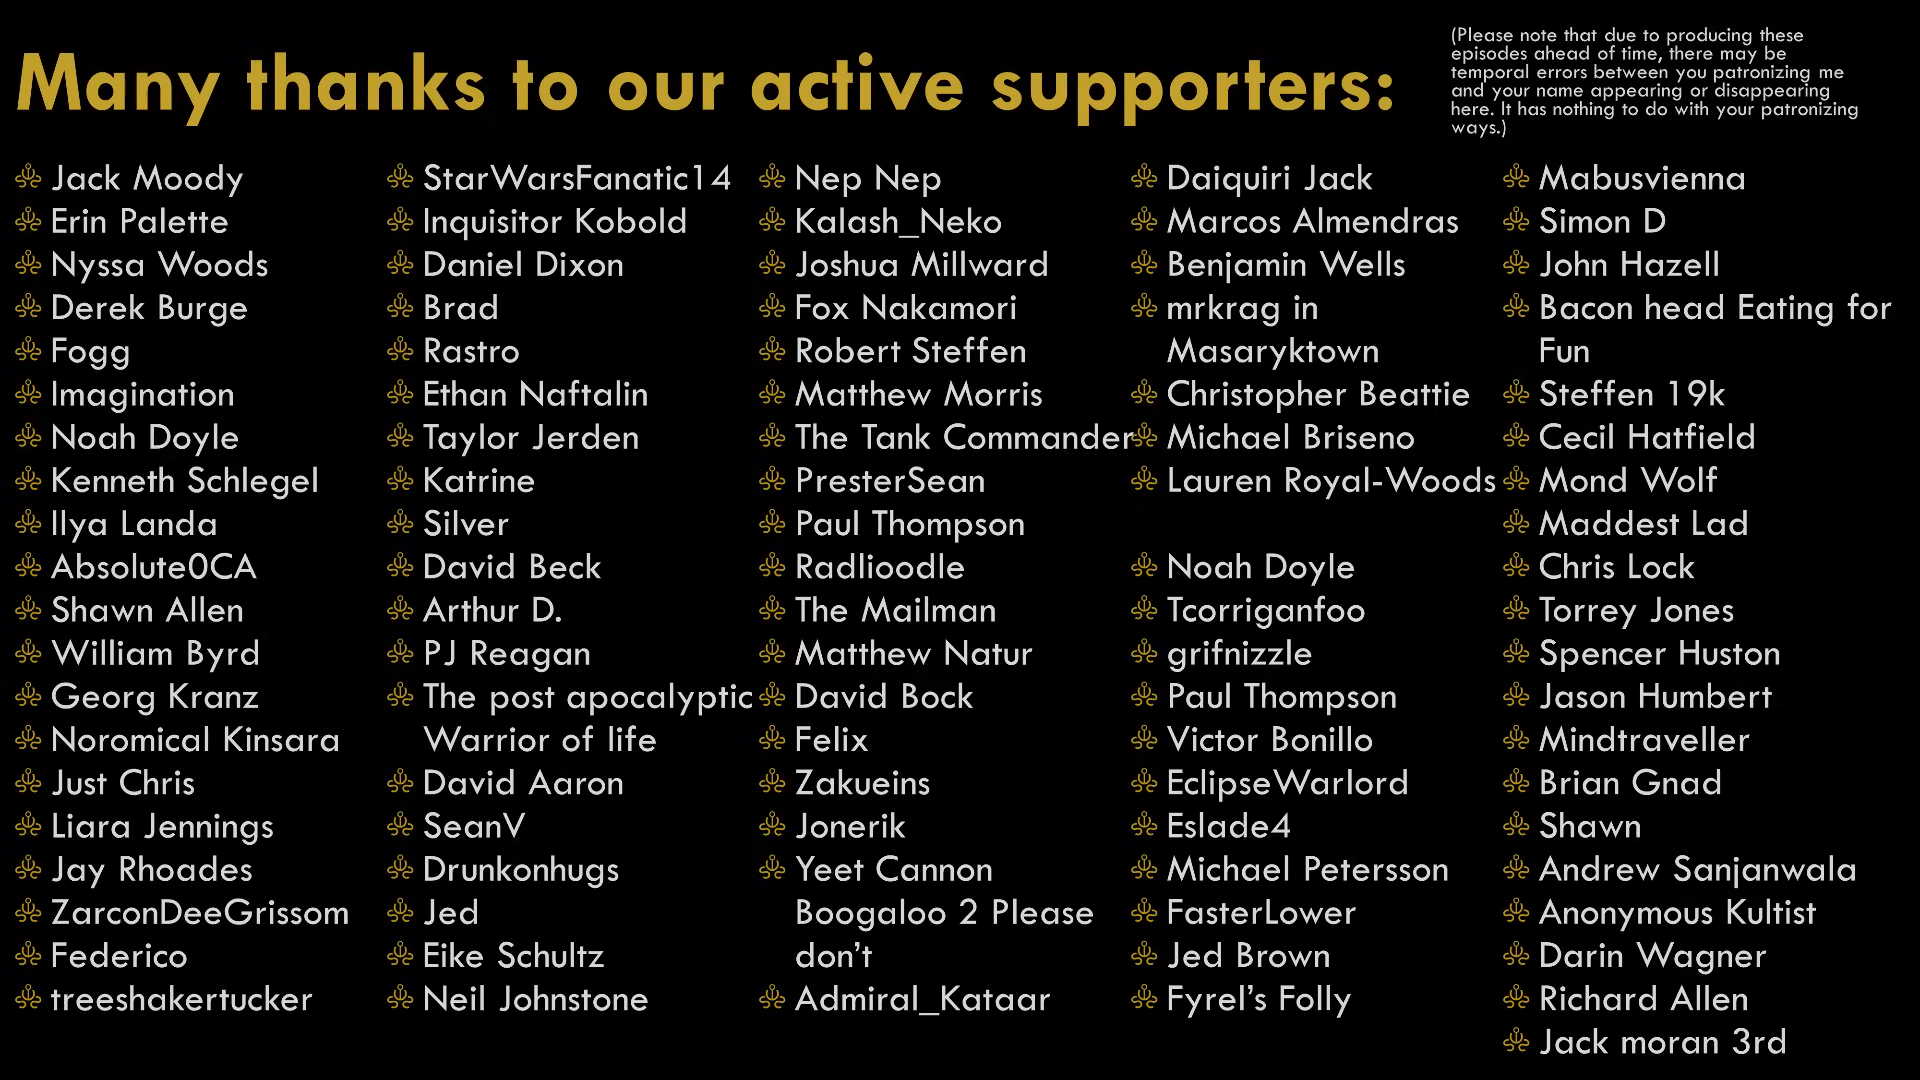 Many thanks to our active supporters:
(Please note that due to producing these
episodes ahead of time, there may be
temporal errors between you patronizing me
and your name appearing or disappearing
here. It has nothing to do with your patronizing
ways.)
Jack Moody
Erin Palette
Nyssa Woods
Derek Burge
Fogg
Imagination
Noah Doyle
Kenneth Schlegel
Ilya Landa
Absolute0CA
Shawn Allen
William Byrd
Georg Kranz
Noromical Kinsara
Just Chris
Liara Jennings
Jay Rhoades
ZarconDeeGrissom
Federico
treeshakertucker
StarWarsFanatic14
Inquisitor Kobold
Daniel Dixon
Brad
Rastro
Ethan Naftalin
Taylor Jerden
Katrine
Silver
David Beck
Arthur D.
PJ Reagan
The post apocalyptic
Warrior of life
David Aaron
SeanV
Drunkonhugs
Jed
Eike Schultz
Neil Johnstone
Nep Nep
Kalash_Neko
Joshua Millward
Fox Nakamori
Robert Steffen
Matthew Morris
The Tank Commander
PresterSean
Paul Thompson
Radlioodle
The Mailman
Matthew Natur
David Bock
Felix
Zakueins
Jonerik
Yeet Cannon
Boogaloo 2 Please
don't
Admiral_Kataar
Daiquiri Jack
Marcos Almendras
Benjamin Wells
mrkrag in
Masaryktown
Christopher Beattie
Michael Briseno
Lauren Royal-Woods
Noah Doyle
Tcorriganfoo
grifnizzle
Paul Thompson
Victor Bonillo
EclipseWarlord
Eslade4
Michael Petersson
FasterLower
Jed Brown
Fyrel's Folly
Mabusvienna
Simon D
John Hazell
Bacon head Eating for
Fun
Steffen 19k
Cecil Hatfield
Mond Wolf
Maddest Lad
Chris Lock
Torrey Jones
Spencer Huston
Jason Humbert
Mindtraveller
Brian Gnad
Shawn
Andrew Sanjanwala
Anonymous Kultist
Darin Wagner
Richard Allen
Jack moran 3rd